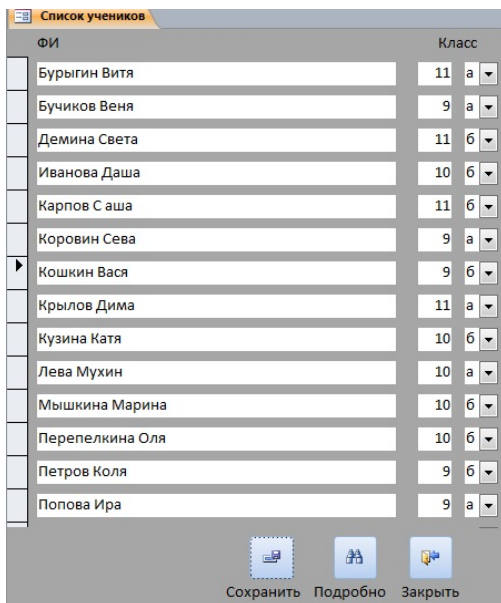 Список учеников
ФИ Класс
Бурыгин Витя 11 а
Бучиков Веня 9 а
Демина Света 11 б
Иванова Даша 10 б
Карпов С аша 11 б
Коровин Сева 9 а
Кошкин Вася 9 б
Крылов Дима 11 а
Кузина Катя 10 б
Лева Мухин 10 а
Мышкина Марина 10 б
Перепелкина Оля 10 б
Петров Коля 9 б
Попова Ира 9 а
Сохранить Подробно Закрыть